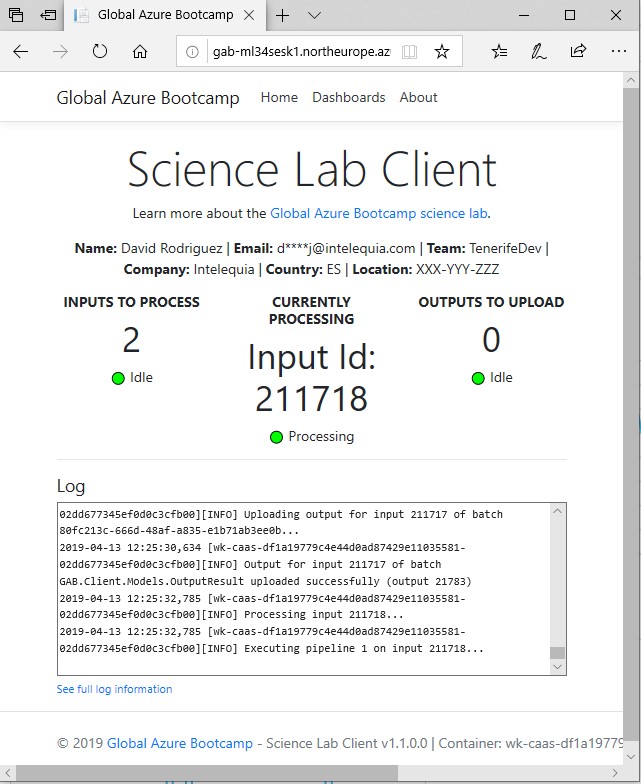 Global Azure Bootcamp
gab-ml34sesk1.northeurope.az
Global Azure Bootcamp Home Dashboards About
Science Lab Client
Learn more about the Global Azure Bootcamp science lab.
Name: David Rodriguez | Email: d****j@intelequia.com | Team: TenerifeDev |
Company: Intelequia | Country: ES | Location: XXX-YYY-ZZZ
INPUTS TO PROCESS
2
Idle
CURRENTLY
PROCESSING
Input Id:
211718
Processing
OUTPUTS TO UPLOAD
0
Idle
Log
02dd677345ef0d0c3cfb00][INFO] Uploading output for input 211717 of batch
80fc213c-666d-48af-a835-e1b71ab3ee0b...
2019-04-13 12:25:30,634 [wk-caas-df1a19779c4e44d0ad87429e11035581-
02dd677345ef0d0c3cfb00][INFO] Output for input 211717 of batch
GAB.Client.Models.OutputResult uploaded successfully (output 21783)
2019-04-13 12:25:32,785 [wk-caas-df1a19779c4e44d0ad87429e11035581-
02dd677345ef0d0c3cfb00][INFO] Processing input 211718...
2019-04-13 12:25:32,785 [wk-caas-df1a19779c4e44d0ad87429e11035581-
02dd677345ef0d0c3cfb00][INFO] Executing pipeline 1 on input 211718...
See full log information
© 2019 Global Azure Bootcamp - Science Lab Client v1.1.0.0 | Container: wk-caas-df1a19779